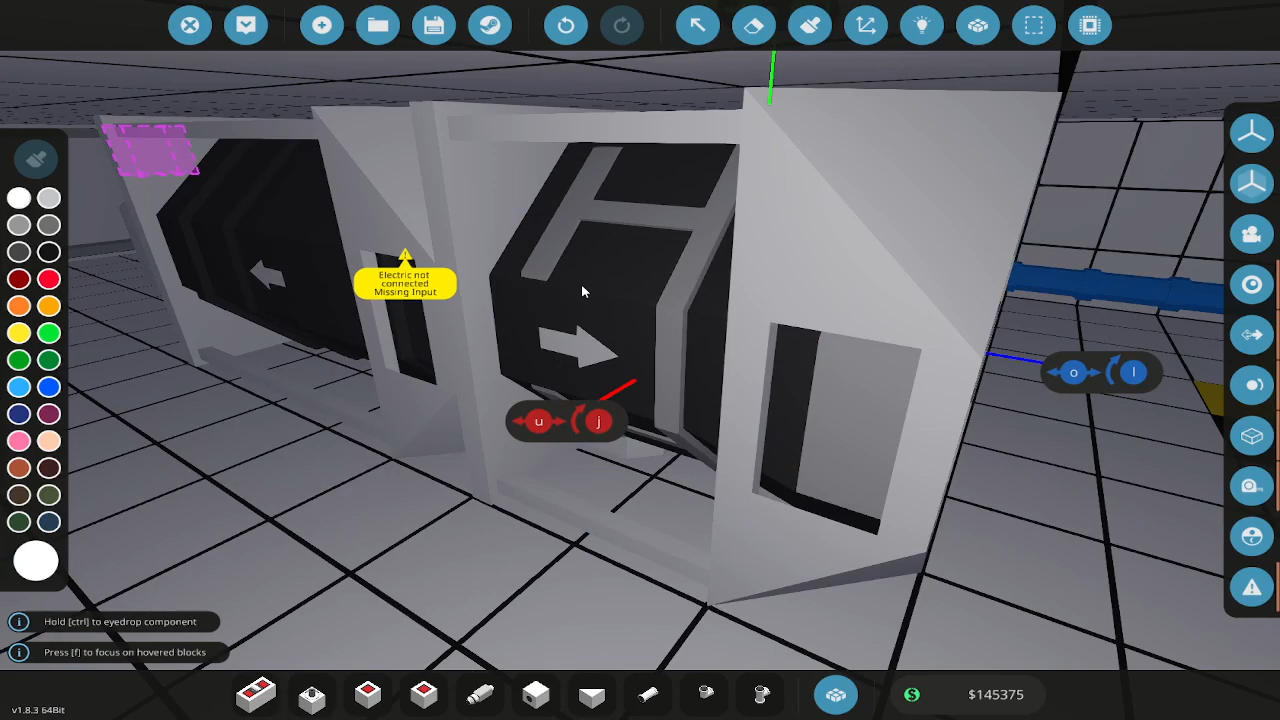 Electric not
connected
Missing Input
u
j
o
l
Hold [ctrl] to eyedrop component
Press [f] to focus on hovered blocks
v1.8.3 64Bit
$
$145375